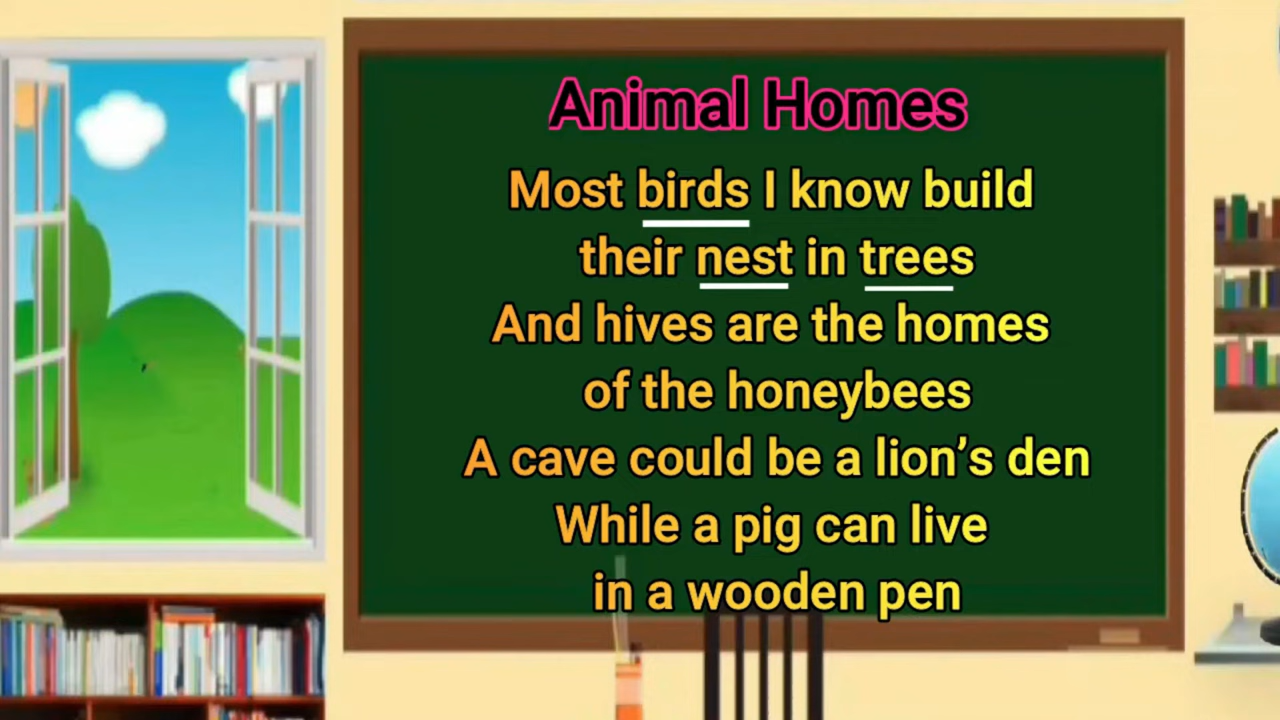 Animal Homes
Most birds I know build
their nest in trees
And hives are the homes
of the honeybees
A cave could be a lion’s den
While a pig can live
in a wooden pen